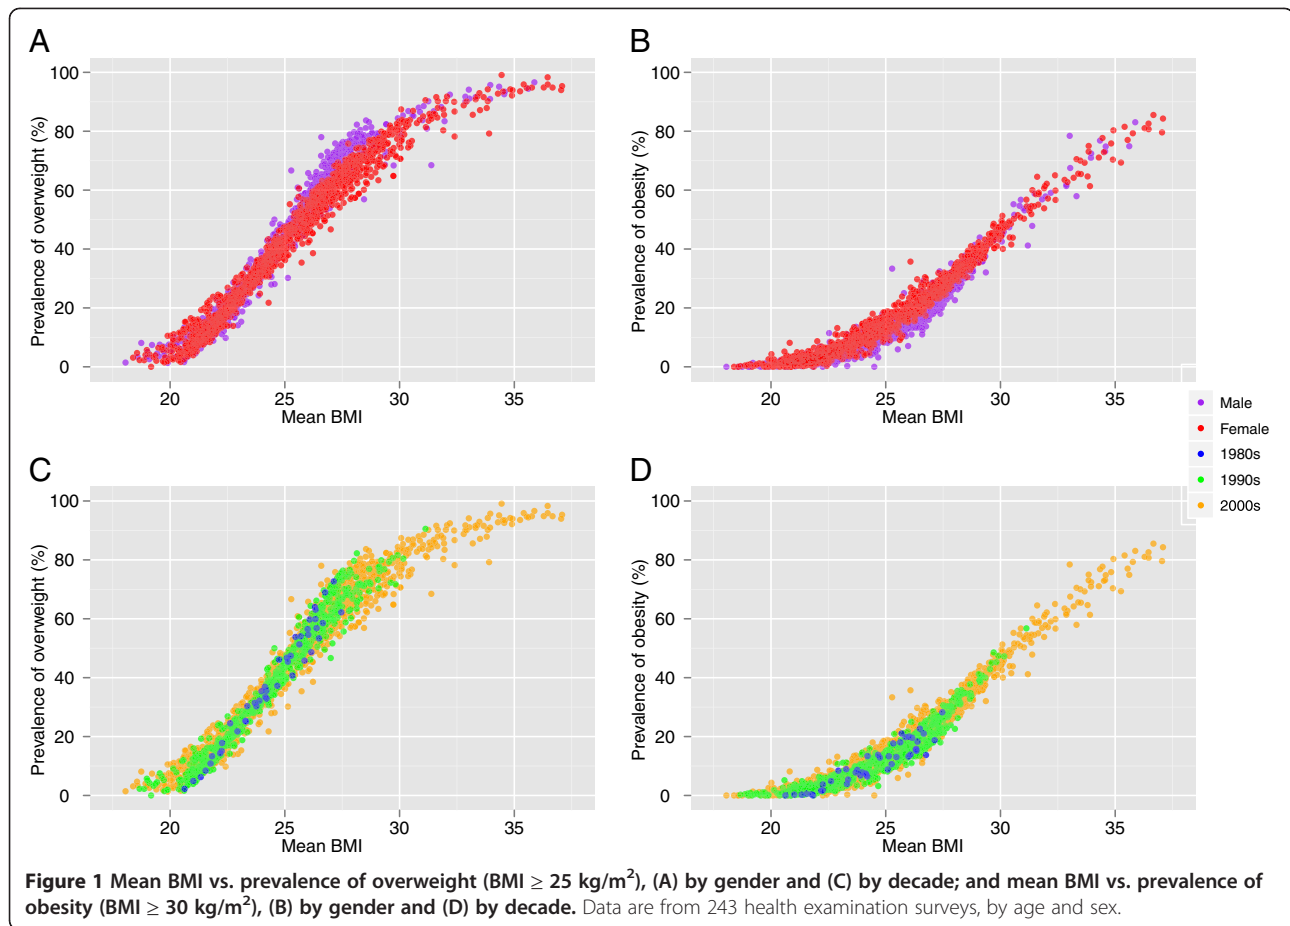 A
B
100
80
60
40
20
0
Prevalence of overweight (%)
20 25 30 35
Mean BMI
100
80
60
40
20
0
Prevalence of obesity (%)
20 25 30 35
Mean BMI
Male
Female
1980s
1990s
2000s
C
D
100
80
60
40
20
0
Prevalence of overweight (%)
20 25 30 35
Mean BMI
100
80
60
40
20
0
Prevalence of obesity (%)
20 25 30 35
Mean BMI
Figure 1 Mean BMI vs. prevalence of overweight (BMI ≥ 25 kg/m²), (A) by gender and (C) by decade; and mean BMI vs. prevalence of
obesity (BMI ≥ 30 kg/m²), (B) by gender and (D) by decade. Data are from 243 health examination surveys, by age and sex.